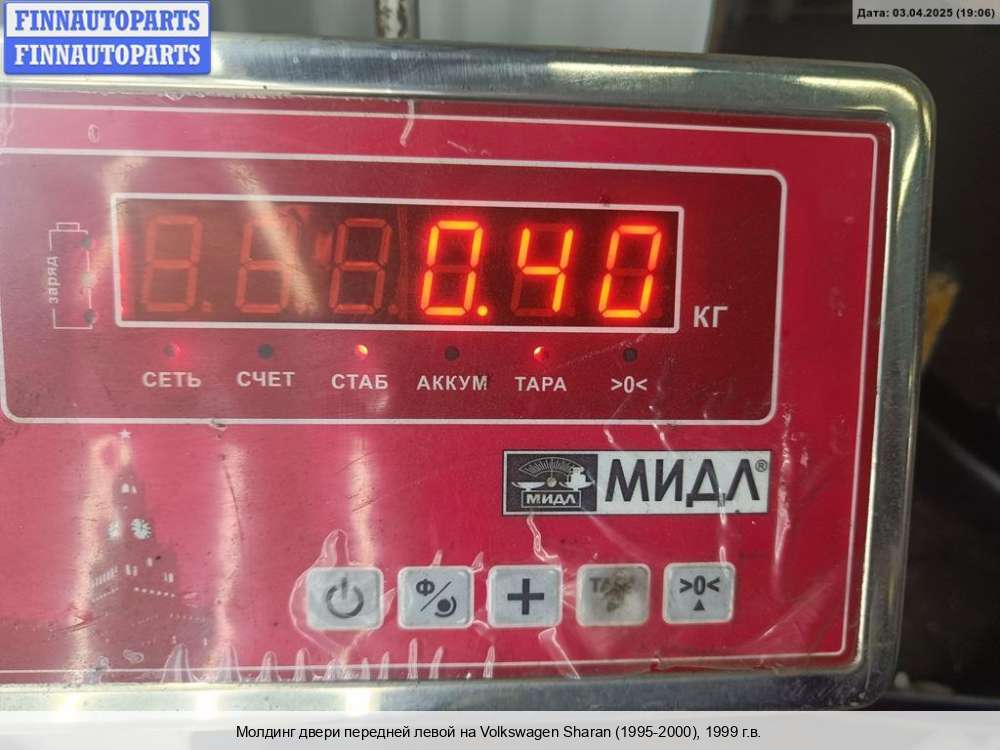 FINNAUTOPARTS
FINNAUTOPARTS
Дата: 03.04.2025 (19:06)
заряд
0.40
КГ
СЕТЬ СЧЕТ СТАБ АККУМ ТАРА >0<
МИДЛ
МИДЛ®
Ф/
+
>0<
Молдинг двери передней левой на Volkswagen Sharan (1995-2000), 1999 г.в.